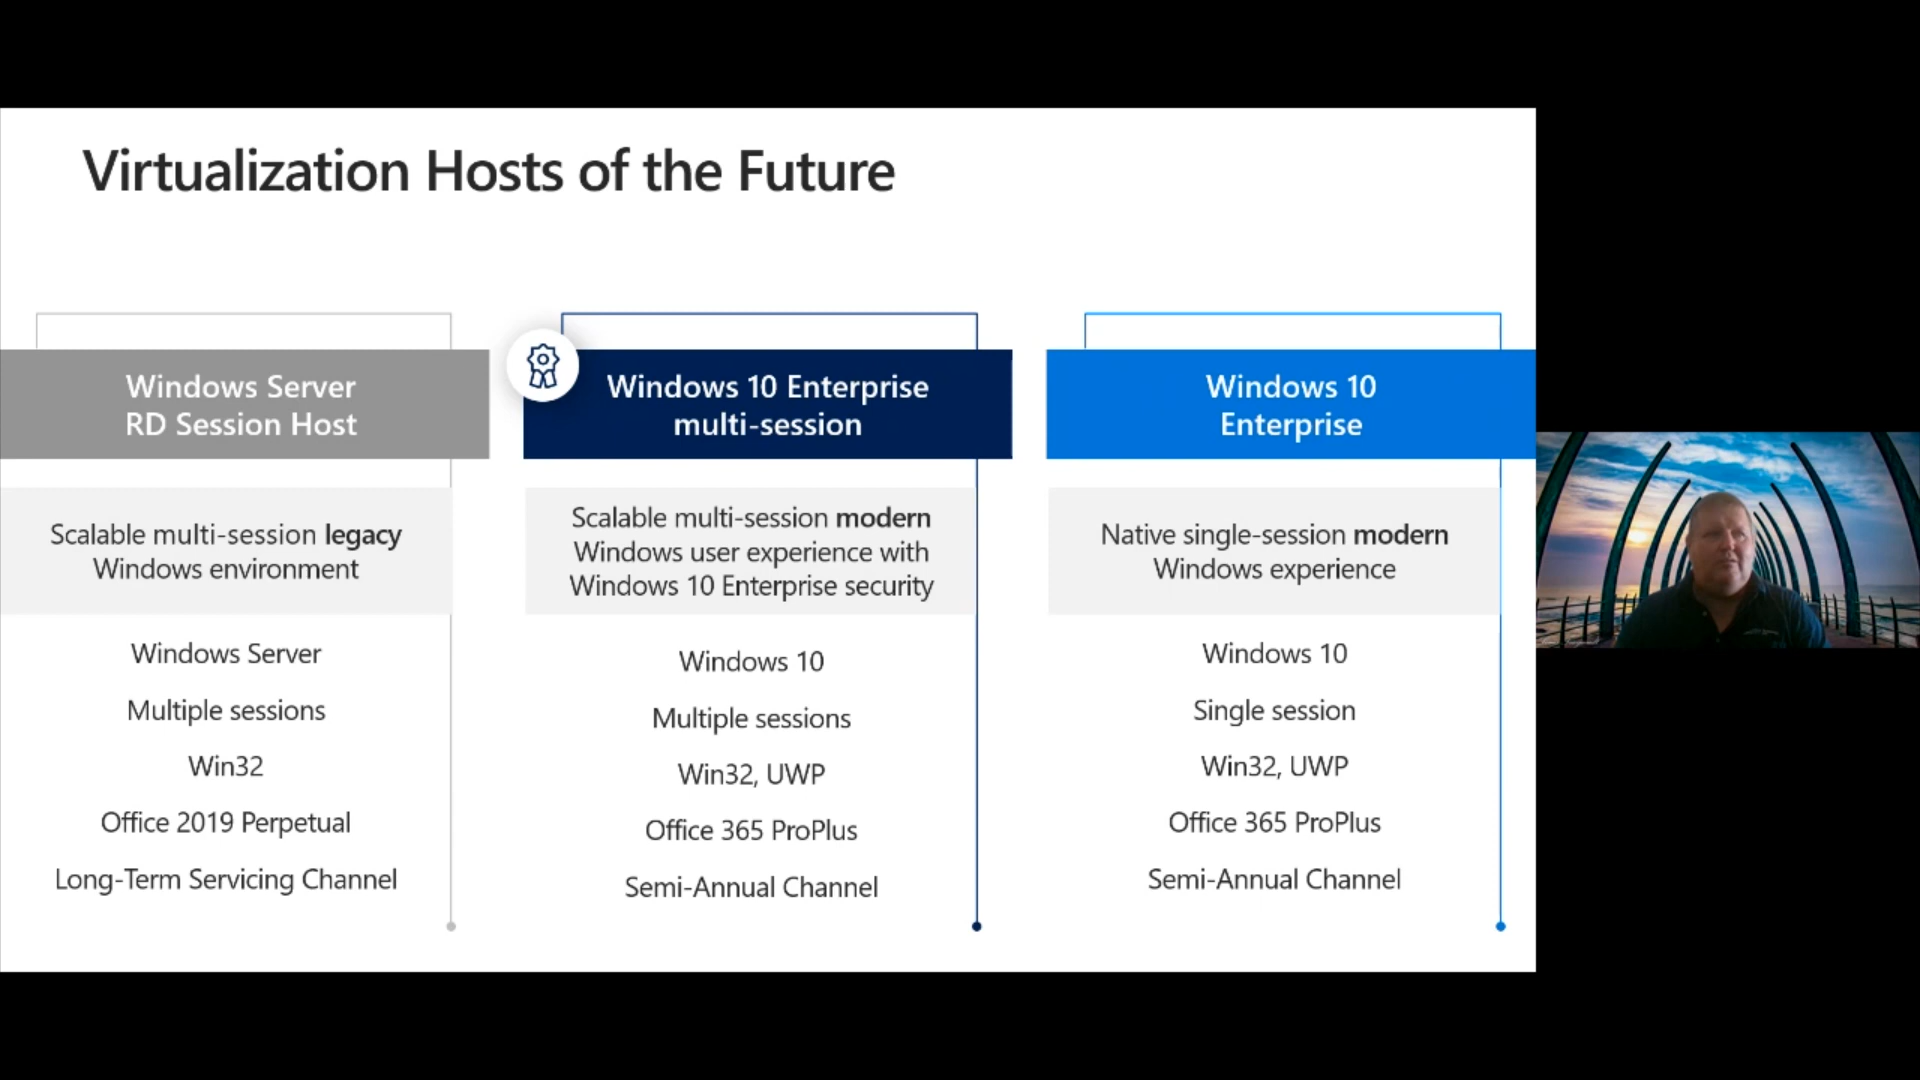 Virtualization Hosts of the Future
Windows Server
RD Session Host
Scalable multi-session legacy
Windows environment
Windows Server
Multiple sessions
Win32
Office 2019 Perpetual
Long-Term Servicing Channel
Windows 10 Enterprise
multi-session
Scalable multi-session modern
Windows user experience with
Windows 10 Enterprise security
Windows 10
Multiple sessions
Win32, UWP
Office 365 ProPlus
Semi-Annual Channel
Windows 10
Enterprise
Native single-session modern
Windows experience
Windows 10
Single session
Win32, UWP
Office 365 ProPlus
Semi-Annual Channel